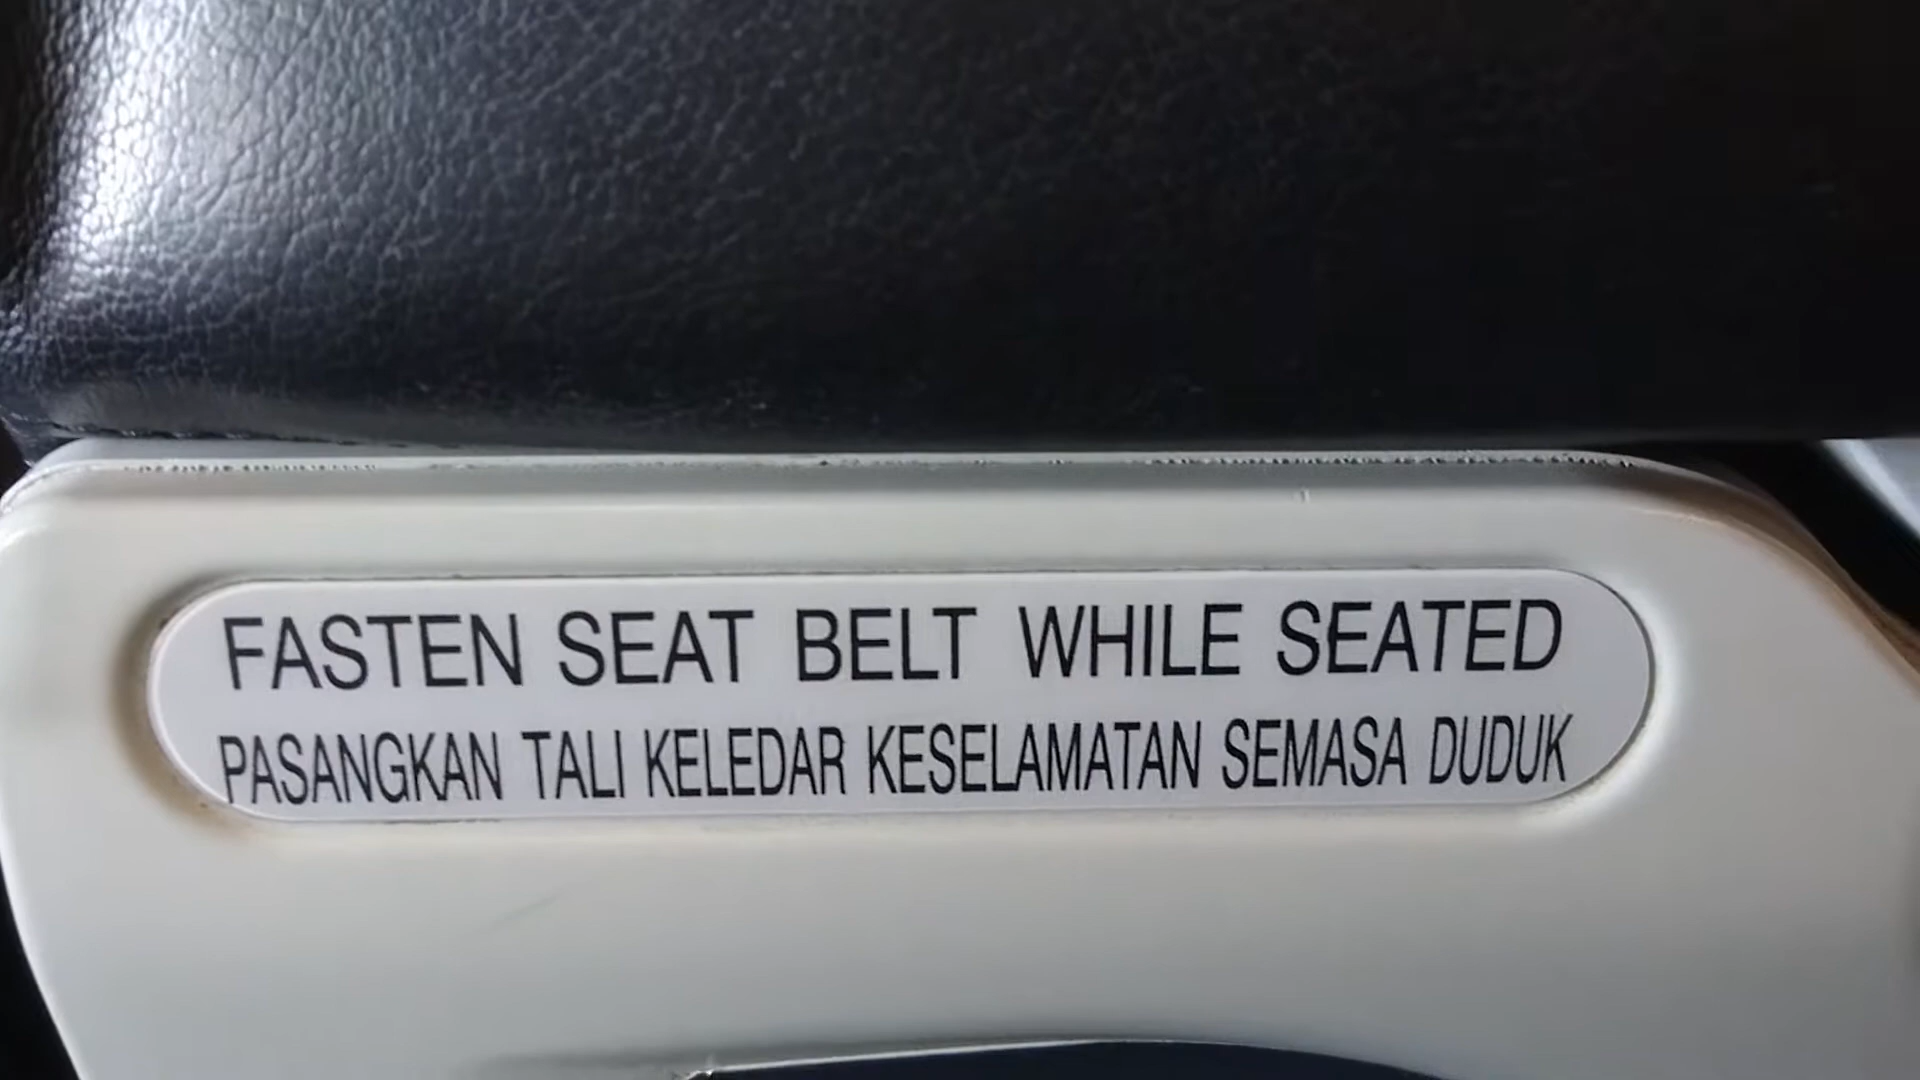 FASTEN SEAT BELT WHILE SEATED
PASANGKAN TALI KELEDAR KESELAMATAN SEMASA DUDUK